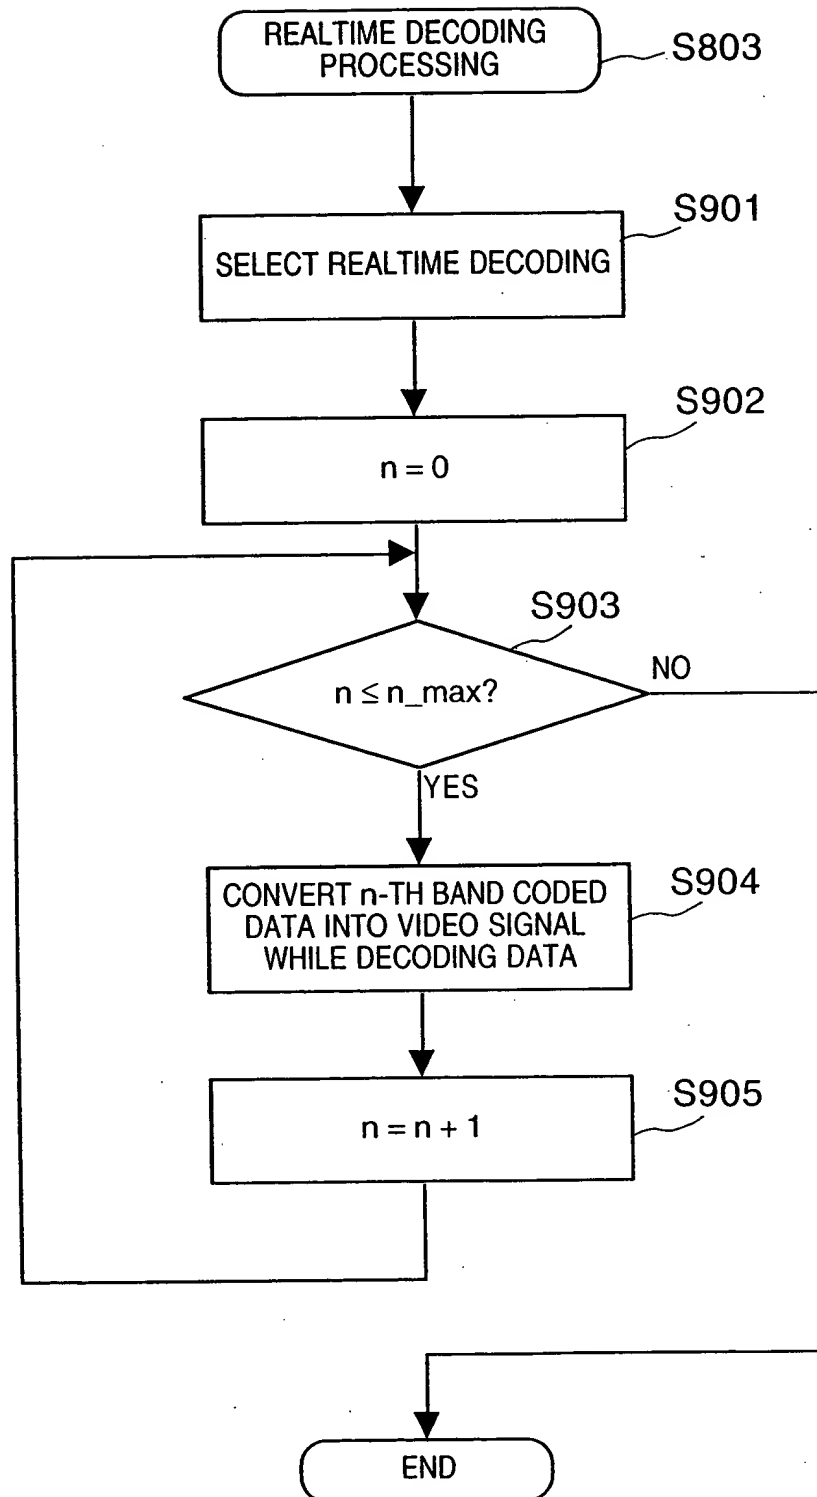 REALTIME DECODING
PROCESSING
S803
S901
SELECT REALTIME DECODING
S902
n = 0
S903
n ≤ n_max?
NO
YES
S904
CONVERT n-TH BAND CODED
DATA INTO VIDEO SIGNAL
WHILE DECODING DATA
S905
n = n + 1
END